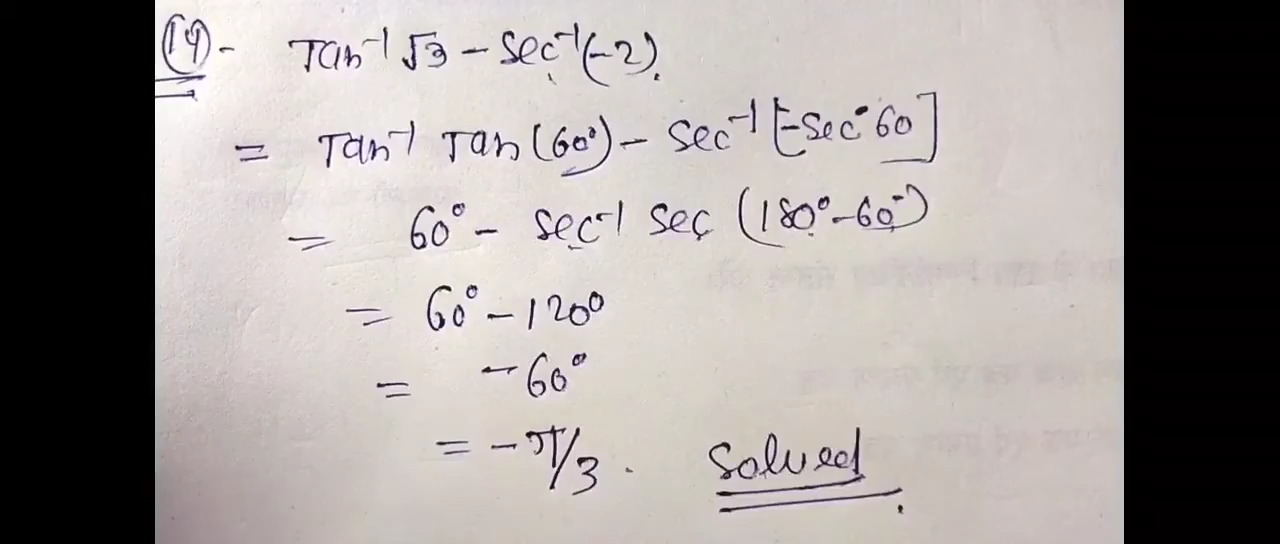 (14)- Tan⁻¹ √3 - Sec⁻¹(-2).
= Tan⁻¹ Tan (60°) - Sec⁻¹ [-Sec 60°]
= 60° - Sec⁻¹ Sec (180° - 60°)
= 60° - 120°
= -60°
= -π/3. Solved